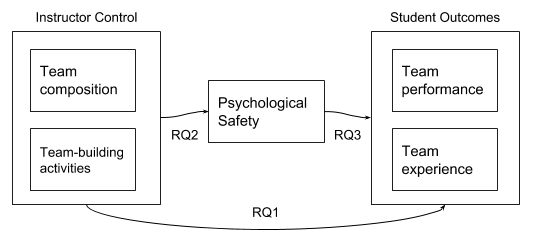 Instructor Control
Student Outcomes
Team
composition
Team-building
activities
RQ2
Psychological
Safety
RQ3
Team
performance
Team
experience
RQ1